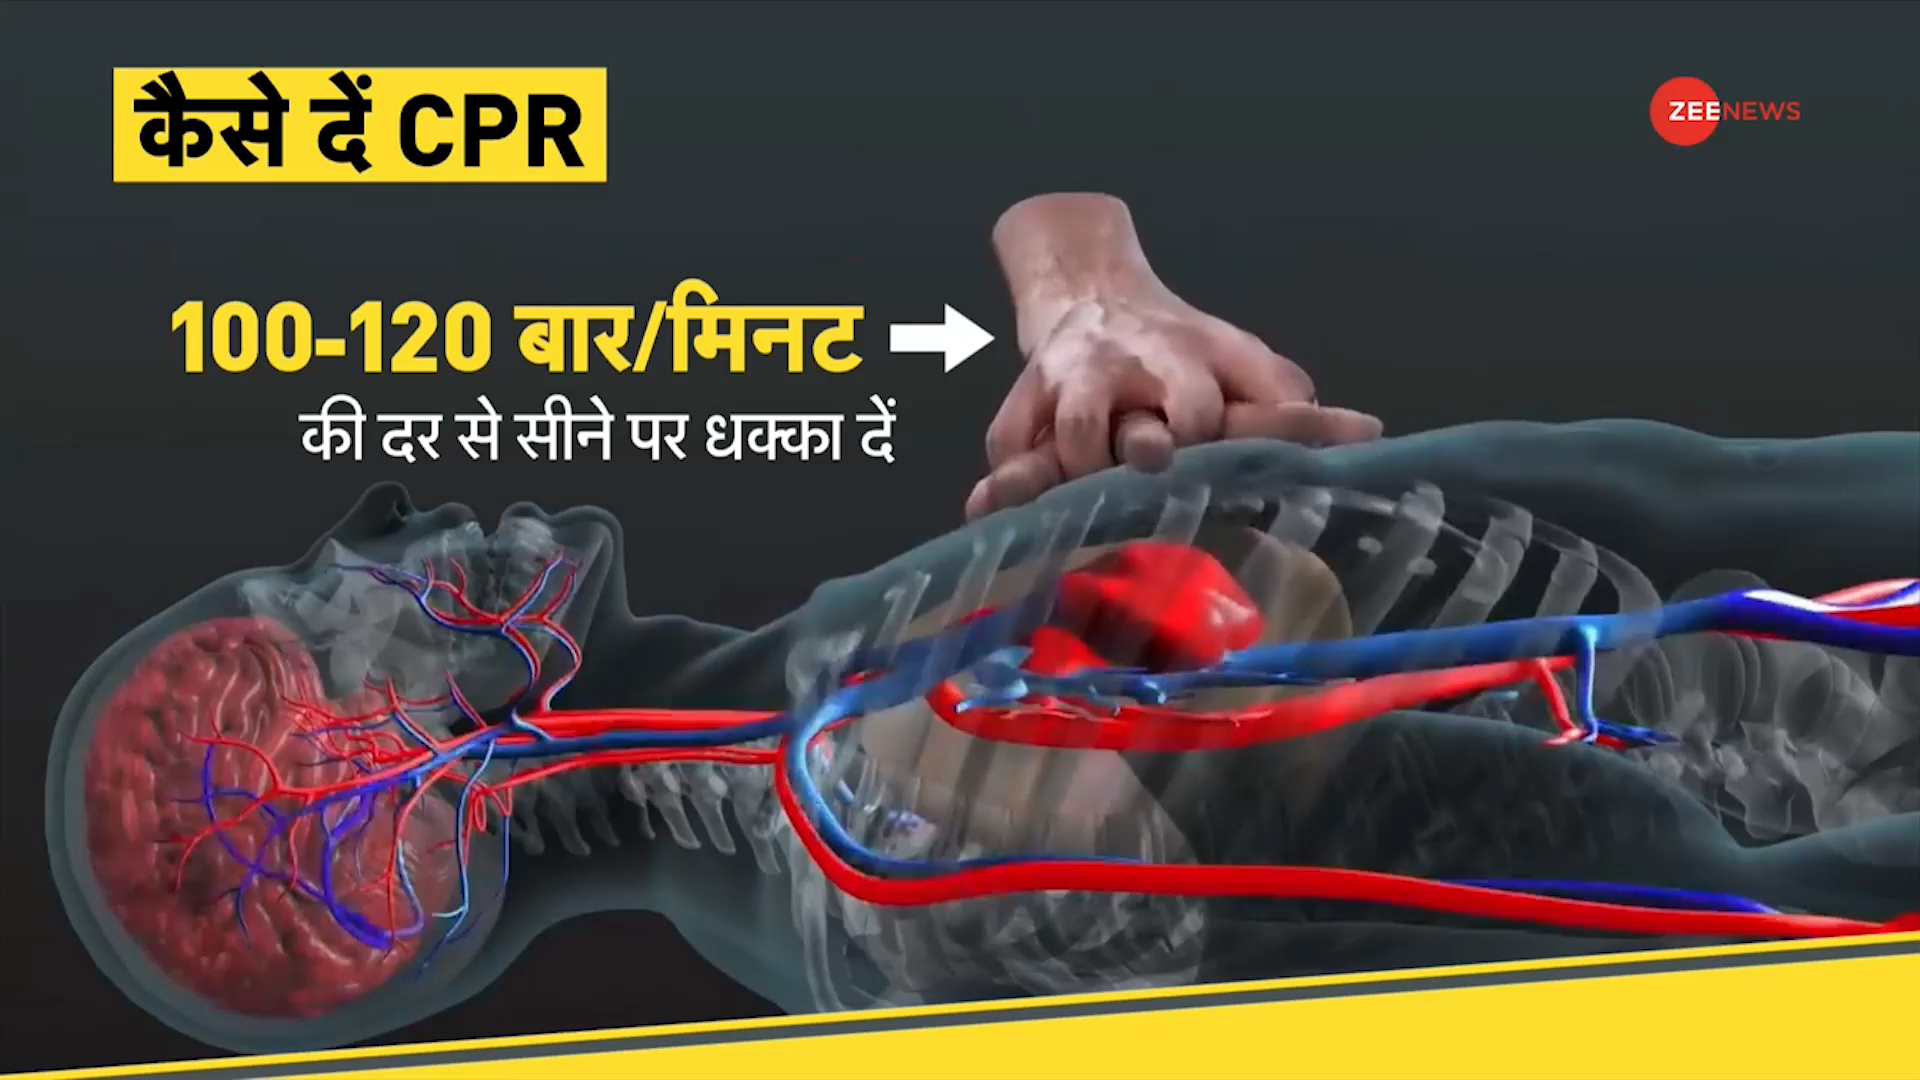 कैसे दें CPR
ZEENEWS
100-120 बार/मिनट
की दर से सीने पर धक्का दें